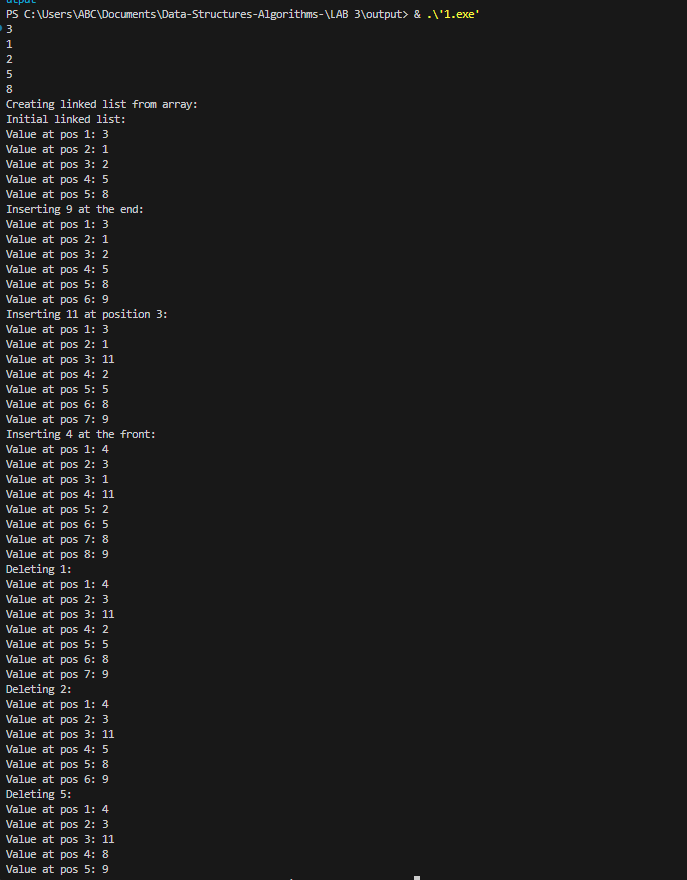 PS C:\Users\ABC\Documents\Data-Structures-Algorithms-\LAB 3\output> & .\'1.exe'
3
1
2
5
8
Creating linked list from array:
Initial linked list:
Value at pos 1: 3
Value at pos 2: 1
Value at pos 3: 2
Value at pos 4: 5
Value at pos 5: 8
Inserting 9 at the end:
Value at pos 1: 3
Value at pos 2: 1
Value at pos 3: 2
Value at pos 4: 5
Value at pos 5: 8
Value at pos 6: 9
Inserting 11 at position 3:
Value at pos 1: 3
Value at pos 2: 1
Value at pos 3: 11
Value at pos 4: 2
Value at pos 5: 5
Value at pos 6: 8
Value at pos 7: 9
Inserting 4 at the front:
Value at pos 1: 4
Value at pos 2: 3
Value at pos 3: 1
Value at pos 4: 11
Value at pos 5: 2
Value at pos 6: 5
Value at pos 7: 8
Value at pos 8: 9
Deleting 1:
Value at pos 1: 4
Value at pos 2: 3
Value at pos 3: 11
Value at pos 4: 2
Value at pos 5: 5
Value at pos 6: 8
Value at pos 7: 9
Deleting 2:
Value at pos 1: 4
Value at pos 2: 3
Value at pos 3: 11
Value at pos 4: 5
Value at pos 5: 8
Value at pos 6: 9
Deleting 5:
Value at pos 1: 4
Value at pos 2: 3
Value at pos 3: 11
Value at pos 4: 8
Value at pos 5: 9